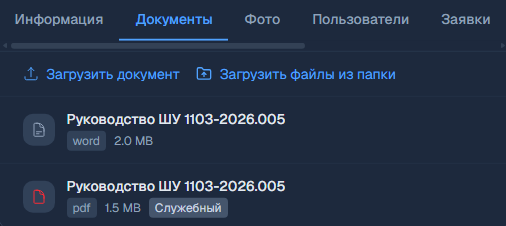 Информация Документы Фото Пользователи Заявки
Загрузить документ Загрузить файлы из папки
Руководство ШУ 1103-2026.005
word 2.0 MB
Руководство ШУ 1103-2026.005
pdf 1.5 MB Служебный